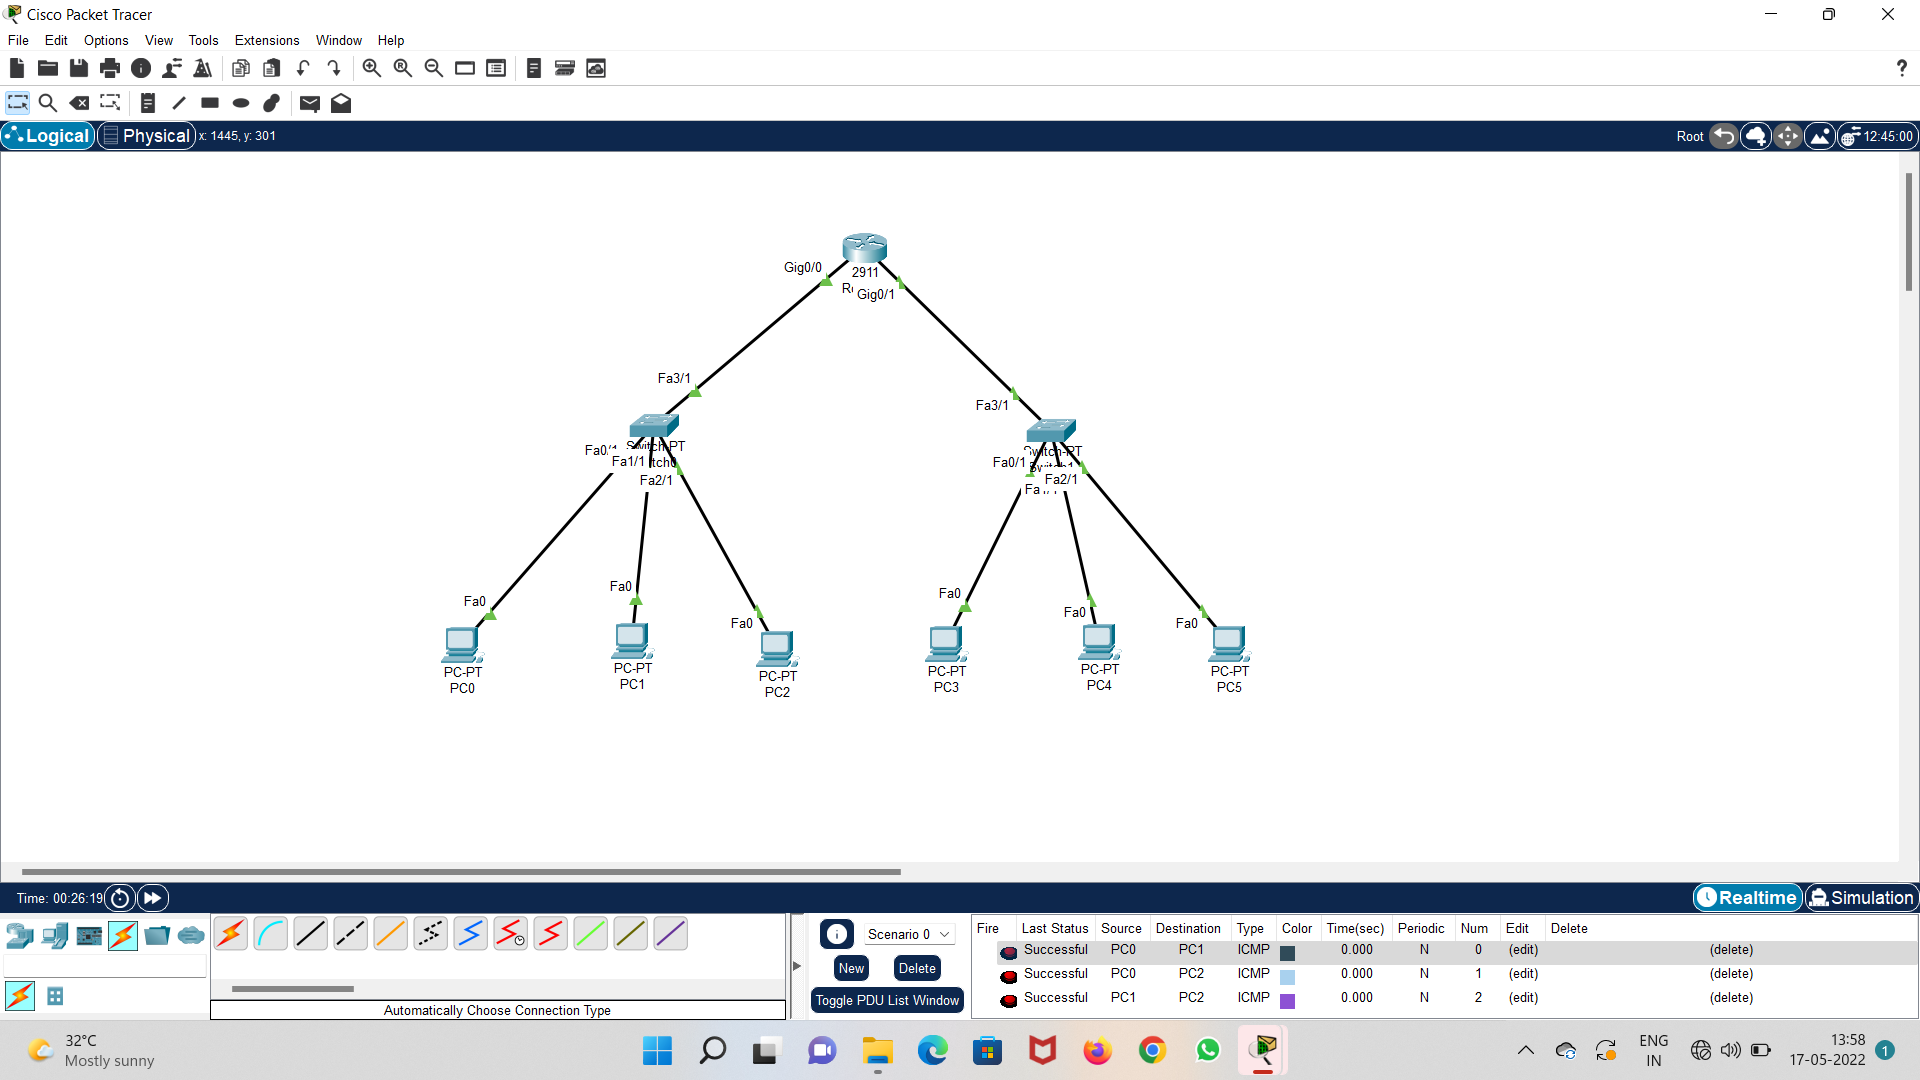 Cisco Packet Tracer
File Edit Options View Tools Extensions Window Help
?
Logical Physical x: 1445, y: 301 Root 12:45:00
Gig0/0
2911
Gig0/1
Fa3/1
Fa3/1
Fa0/1 Switch-PT
Fa1/1
Fa2/1
Switch-PT
Fa0/1 Switch1
Fa2/1
Fa0
Fa0
Fa0
Fa0
Fa0
Fa0
PC-PT
PC0
PC-PT
PC1
PC-PT
PC2
PC-PT
PC3
PC-PT
PC4
PC-PT
PC5
Time: 00:26:19 Realtime Simulation
Scenario 0
New Delete
Toggle PDU List Window
Automatically Choose Connection Type
Fire Last Status Source Destination Type Color Time(sec) Periodic Num Edit Delete
Successful PC0 PC1 ICMP 0.000 N 0 (edit) (delete)
Successful PC0 PC2 ICMP 0.000 N 1 (edit) (delete)
Successful PC1 PC2 ICMP 0.000 N 2 (edit) (delete)
32°C
Mostly sunny
ENG
IN
13:58
17-05-2022
1